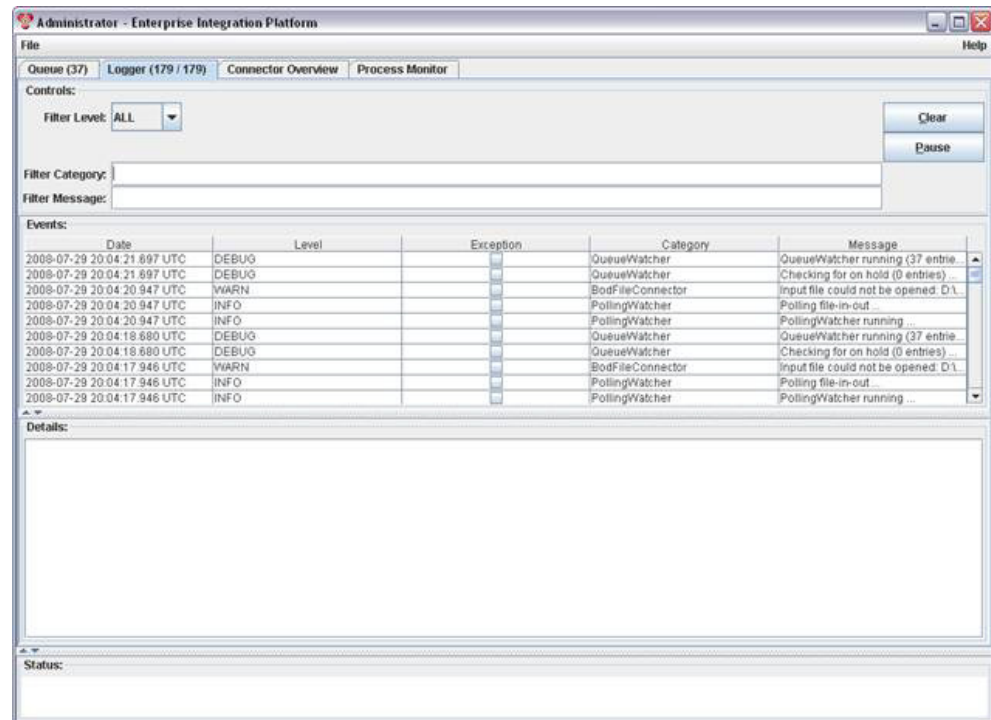 Administrator - Enterprise Integration Platform
File Help
Queue (37) Logger (179 / 179) Connector Overview Process Monitor
Controls:
Filter Level: ALL
Clear
Pause
Filter Category:
Filter Message:
Events:
Date Level Exception Category Message
2008-07-29 20:04:21.697 UTC DEBUG QueueWatcher QueueWatcher running (37 entrie...
2008-07-29 20:04:21.697 UTC DEBUG QueueWatcher Checking for on hold (0 entries) ...
2008-07-29 20:04:20.947 UTC WARN BodFileConnector Input file could not be opened: D:\...
2008-07-29 20:04:20.947 UTC INFO PollingWatcher Polling file-in-out ...
2008-07-29 20:04:20.947 UTC INFO PollingWatcher PollingWatcher running ...
2008-07-29 20:04:18.680 UTC DEBUG QueueWatcher QueueWatcher running (37 entrie...
2008-07-29 20:04:18.680 UTC DEBUG QueueWatcher Checking for on hold (0 entries) ...
2008-07-29 20:04:17.946 UTC WARN BodFileConnector Input file could not be opened: D:\...
2008-07-29 20:04:17.946 UTC INFO PollingWatcher Polling file-in-out ...
2008-07-29 20:04:17.946 UTC INFO PollingWatcher PollingWatcher running ...
Details:
Status: